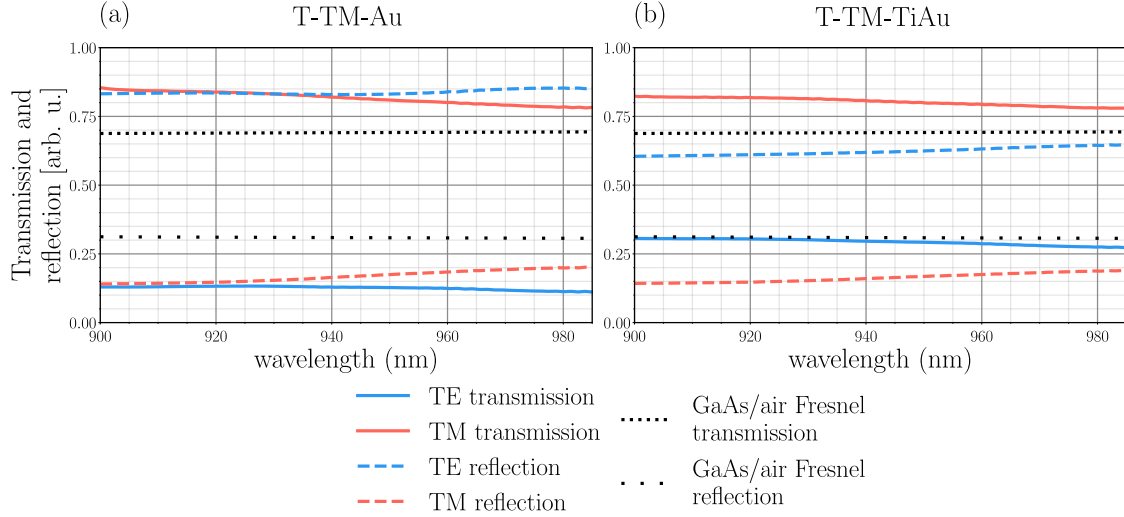 (a)
T-TM-Au
(b)
T-TM-TiAu
Transmission and
reflection [arb. u.]
1.00
0.75
0.50
0.25
0.00
900
920
940
960
980
wavelength (nm)
1.00
0.75
0.50
0.25
0.00
900
920
940
960
980
wavelength (nm)
TE transmission
TM transmission
TE reflection
TM reflection
GaAs/air Fresnel
transmission
GaAs/air Fresnel
reflection